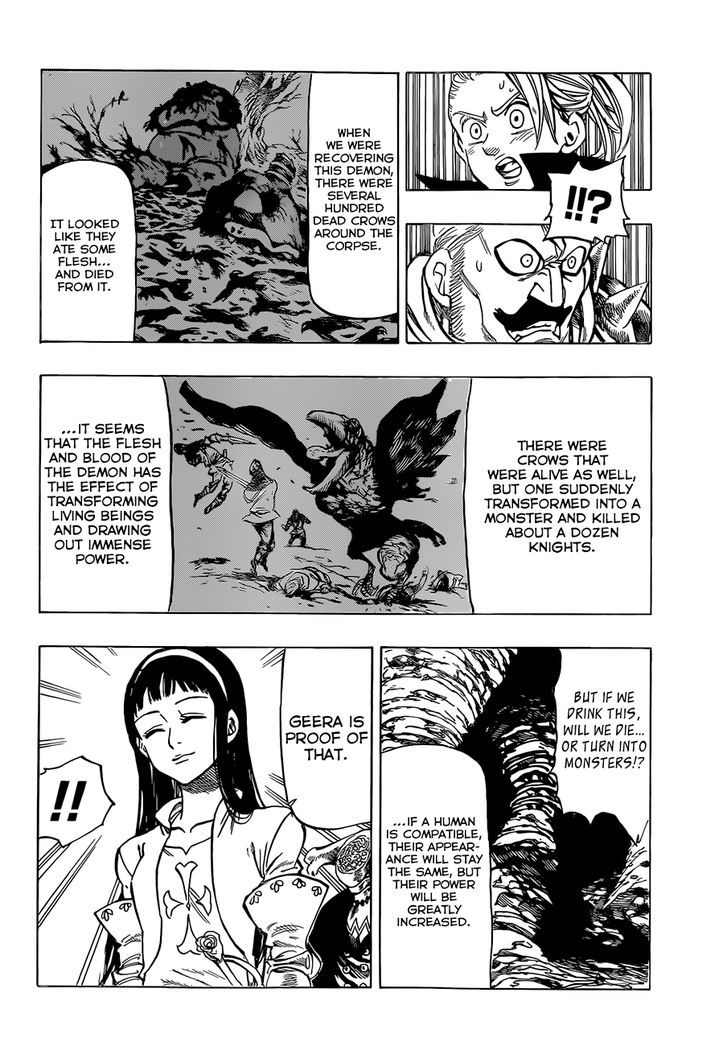 !!?
WHEN
WE WERE
RECOVERING
THIS DEMON,
THERE WERE
SEVERAL
HUNDRED
DEAD CROWS
AROUND THE
CORPSE.
IT LOOKED
LIKE THEY
ATE SOME
FLESH...
AND DIED
FROM IT.
THERE WERE
CROWS THAT
WERE ALIVE AS WELL,
BUT ONE SUDDENLY
TRANSFORMED INTO A
MONSTER AND KILLED
ABOUT A DOZEN
KNIGHTS.
...IT SEEMS
THAT THE FLESH
AND BLOOD OF
THE DEMON HAS
THE EFFECT OF
TRANSFORMING
LIVING BEINGS
AND DRAWING
OUT IMMENSE
POWER.
BUT IF WE
DRINK THIS,
WILL WE DIE...
OR TURN INTO
MONSTERS!?
...IF A HUMAN
IS COMPATIBLE,
THEIR APPEAR-
ANCE WILL STAY
THE SAME, BUT
THEIR POWER
WILL BE
GREATLY
INCREASED.
GEERA IS
PROOF OF
THAT.
!!